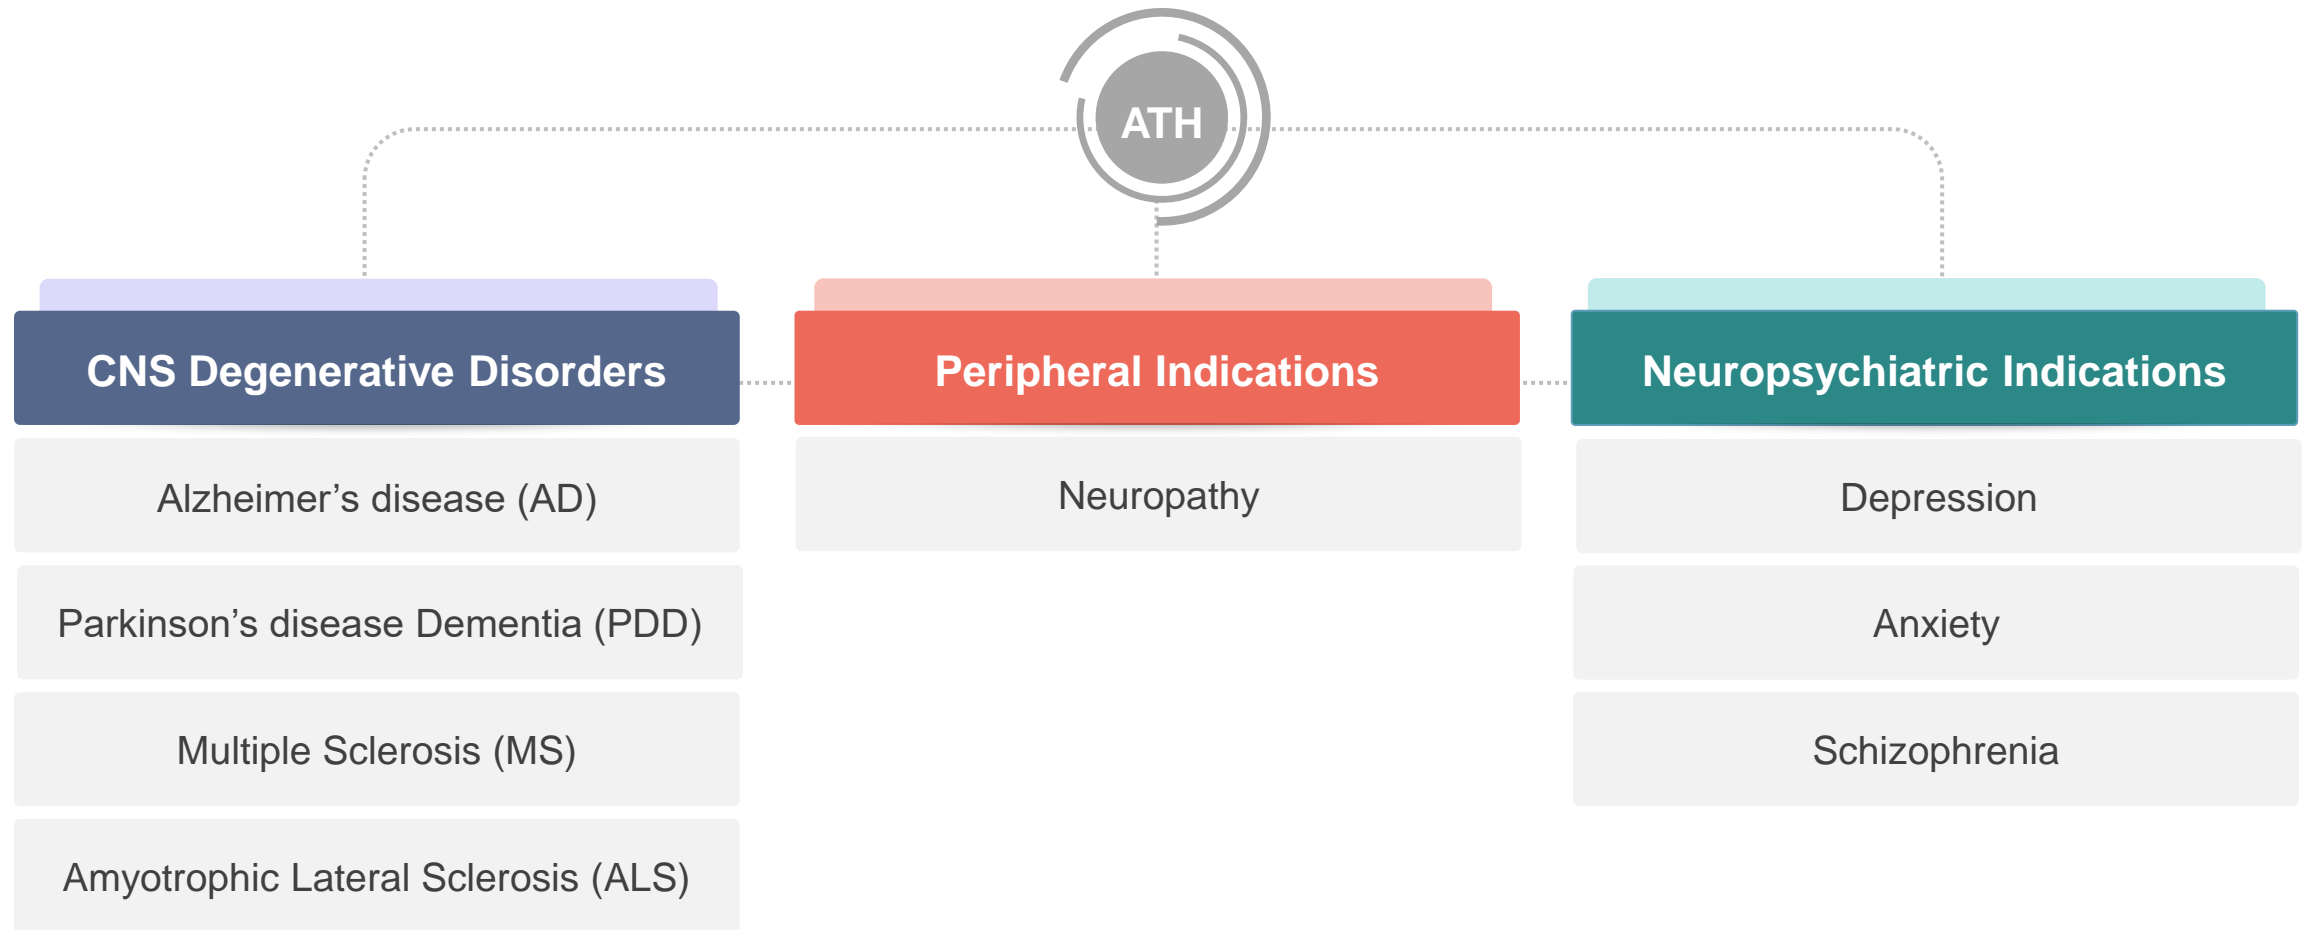 ATH
CNS Degenerative Disorders
Alzheimer’s disease (AD)
Parkinson’s disease Dementia (PDD)
Multiple Sclerosis (MS)
Amyotrophic Lateral Sclerosis (ALS)
Peripheral Indications
Neuropathy
Neuropsychiatric Indications
Depression
Anxiety
Schizophrenia